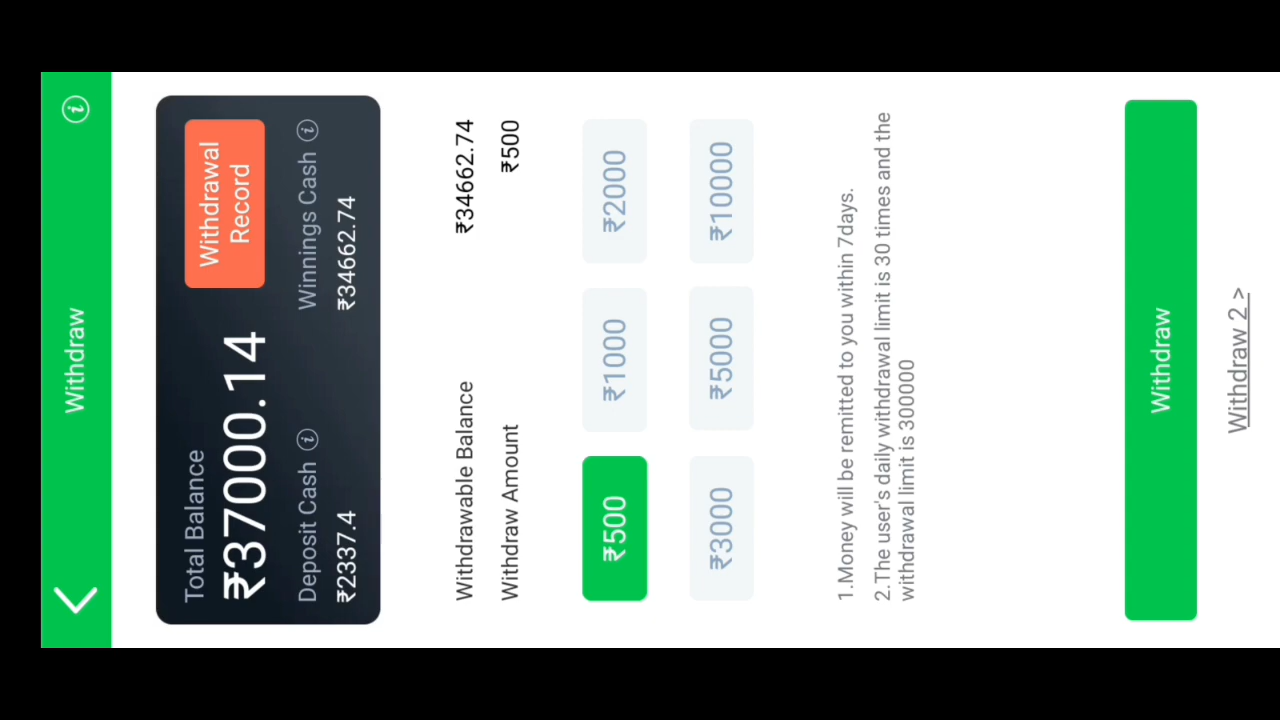 Withdraw
Total Balance
₹37000.14
Withdrawal
Record
Deposit Cash
Winnings Cash
₹2337.4
₹34662.74
Withdrawable Balance
₹34662.74
Withdraw Amount
₹500
₹500
₹1000
₹2000
₹3000
₹5000
₹10000
1.Money will be remitted to you within 7days.
2.The user's daily withdrawal limit is 30 times and the
withdrawal limit is 300000
Withdraw
Withdraw 2 >